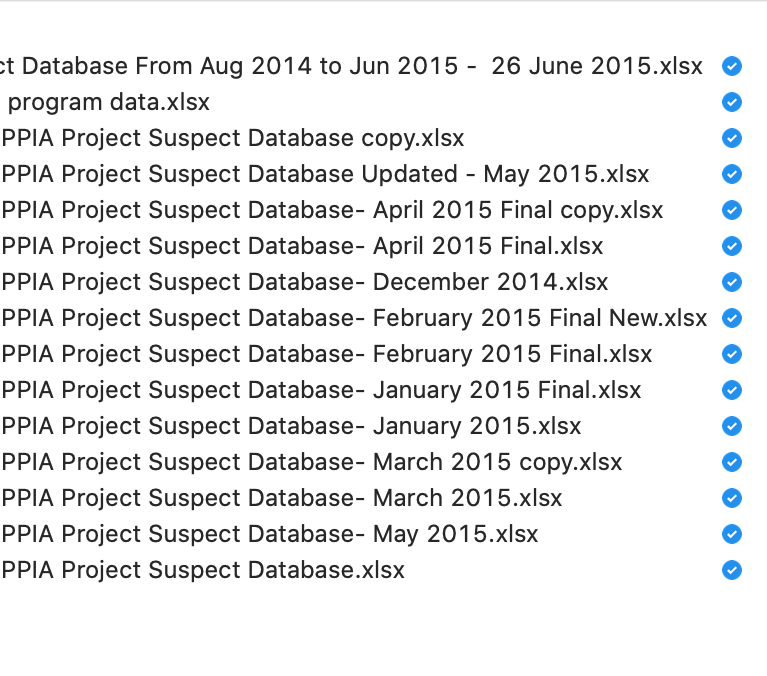 Database From Aug 2014 to Jun 2015 -  26 June 2015.xlsx
program data.xlsx
PPIA Project Suspect Database copy.xlsx
PPIA Project Suspect Database Updated - May 2015.xlsx
PPIA Project Suspect Database- April 2015 Final copy.xlsx
PPIA Project Suspect Database- April 2015 Final.xlsx
PPIA Project Suspect Database- December 2014.xlsx
PPIA Project Suspect Database- February 2015 Final New.xlsx
PPIA Project Suspect Database- February 2015 Final.xlsx
PPIA Project Suspect Database- January 2015 Final.xlsx
PPIA Project Suspect Database- January 2015.xlsx
PPIA Project Suspect Database- March 2015 copy.xlsx
PPIA Project Suspect Database- March 2015.xlsx
PPIA Project Suspect Database- May 2015.xlsx
PPIA Project Suspect Database.xlsx